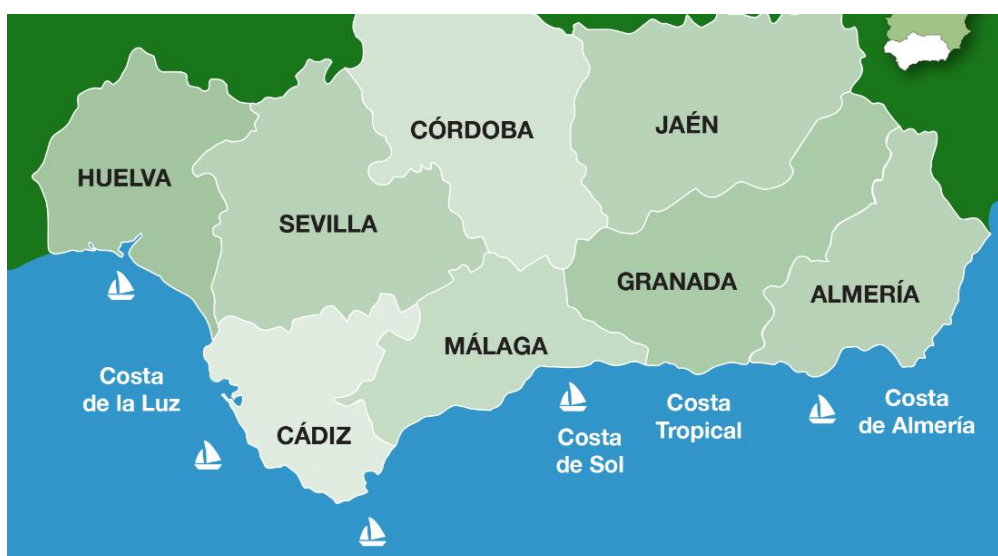 CÓRDOBA
JAÉN
HUELVA
SEVILLA
GRANADA
ALMERÍA
MÁLAGA
Costa
de la Luz
CÁDIZ
Costa
de Sol
Costa
Tropical
Costa
de Almería